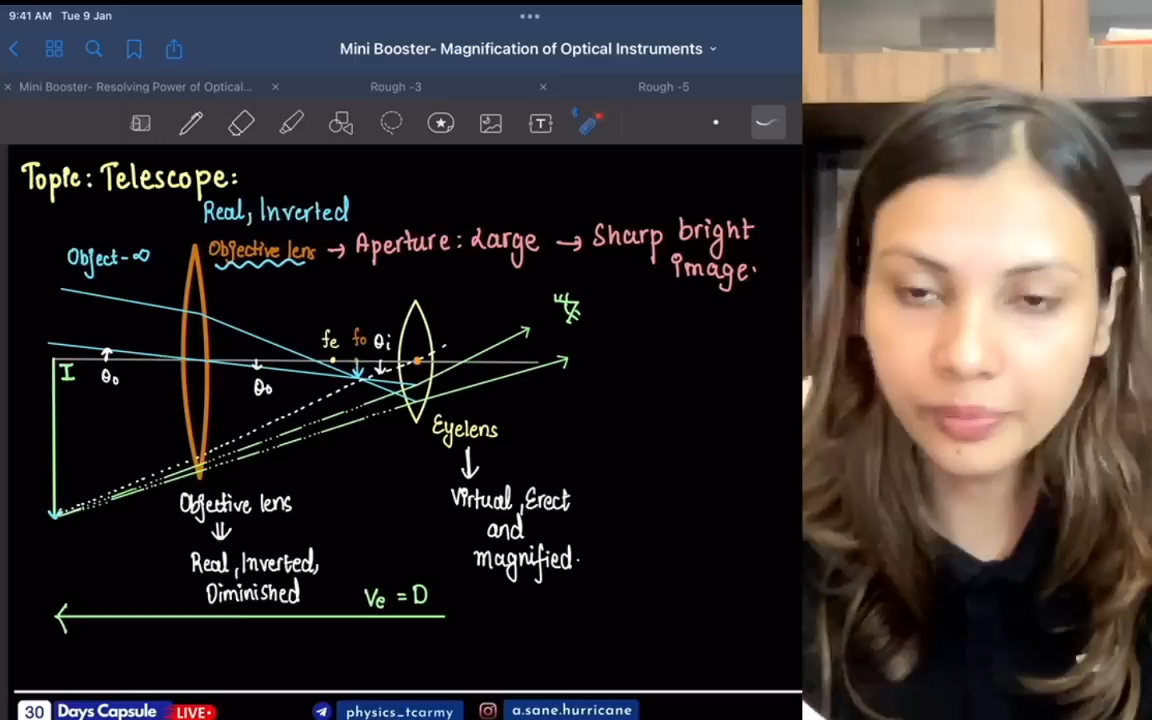 9:41 AM Tue 9 Jan
Mini Booster- Magnification of Optical Instruments
Mini Booster- Resolving Power of Optical...
Rough -3
Rough -5
Topic: Telescope:
Real, Inverted
Object-∞
Objective lens → Aperture: Large → Sharp bright
image.
fe
fo
θi
I
θo
θo
Eyelens
Objective lens
Virtual, Erect
and
magnified.
Real, Inverted,
Diminished
Ve = D
30 Days Capsule LIVE
physics_tcarmy
a.sane.hurricane